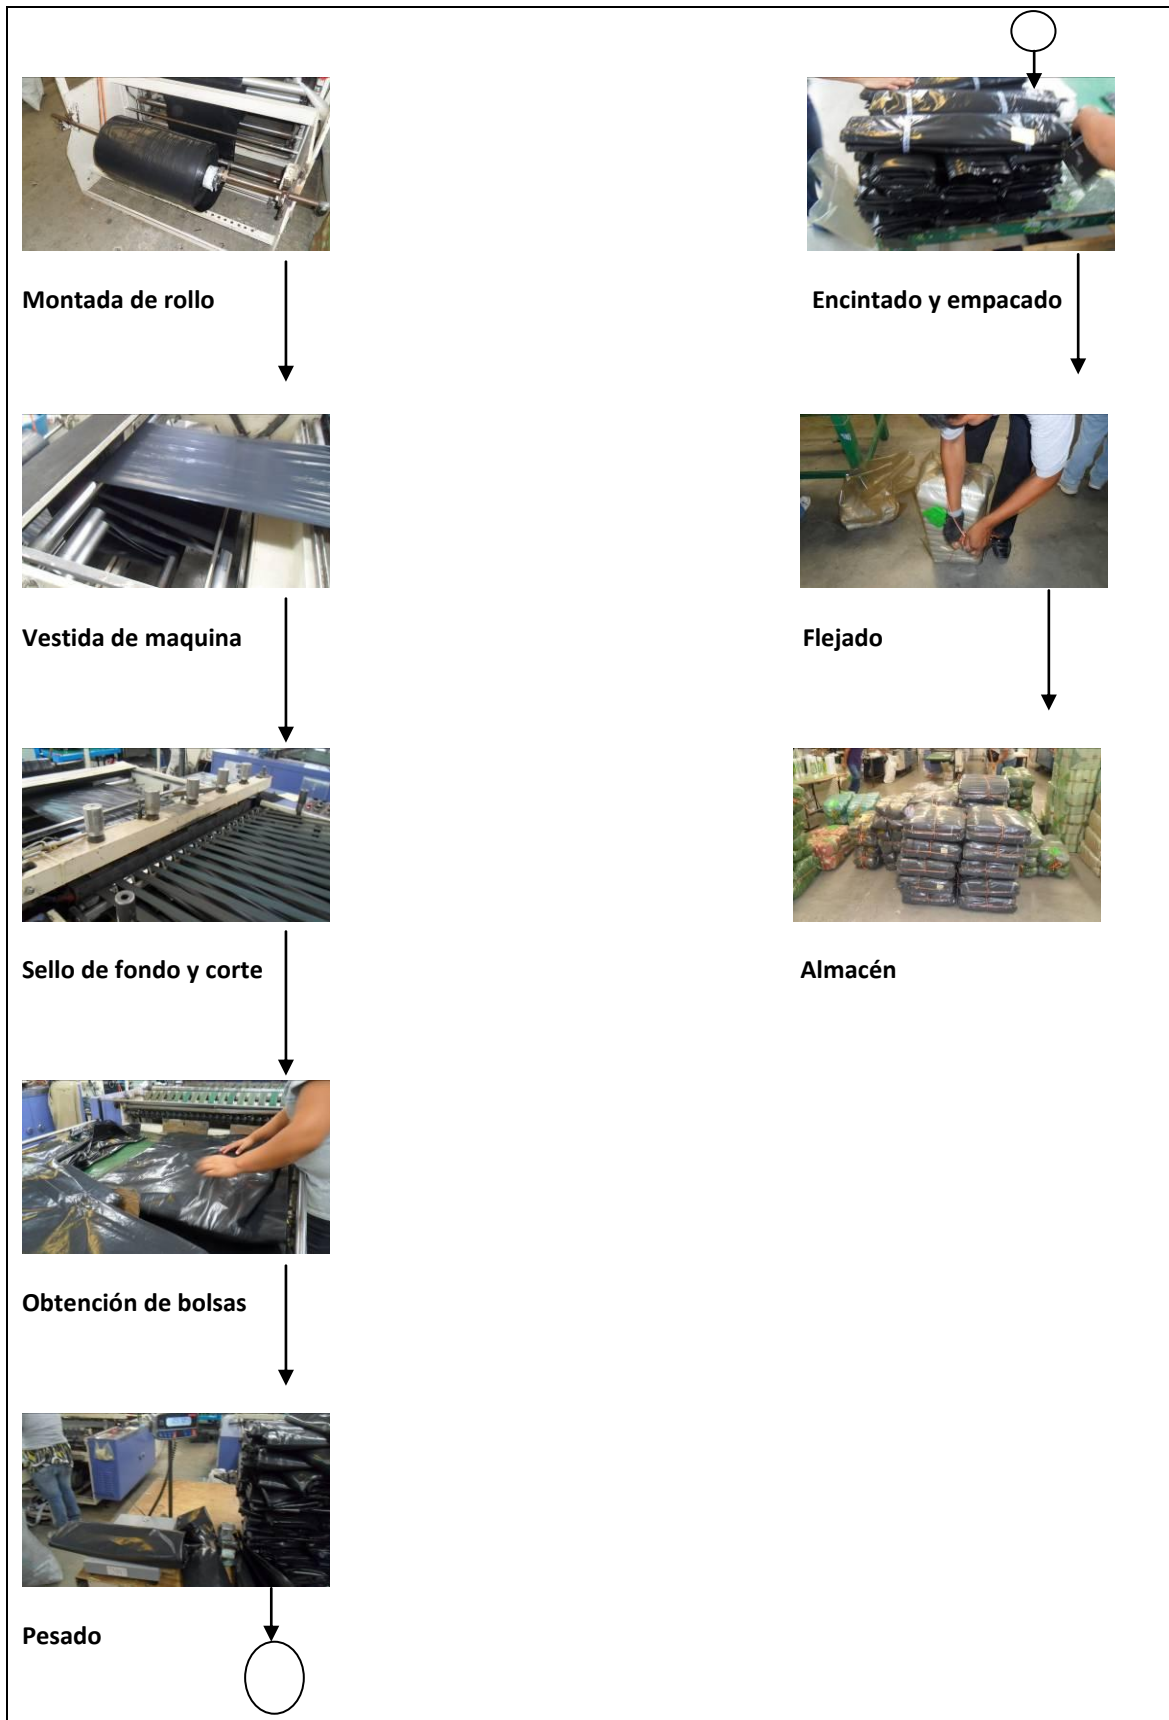 Montada de rollo
Vestida de maquina
Sello de fondo y corte
Obtención de bolsas
Pesado
Encintado y empacado
Flejado
Almacén